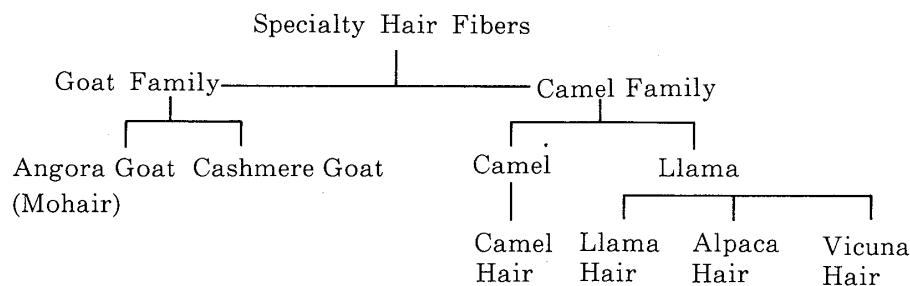 Specialty Hair Fibers
Goat Family
Camel Family
Angora Goat
(Mohair)
Cashmere Goat
Camel
Llama
Camel
Hair
Llama
Hair
Alpaca
Hair
Vicuna
Hair